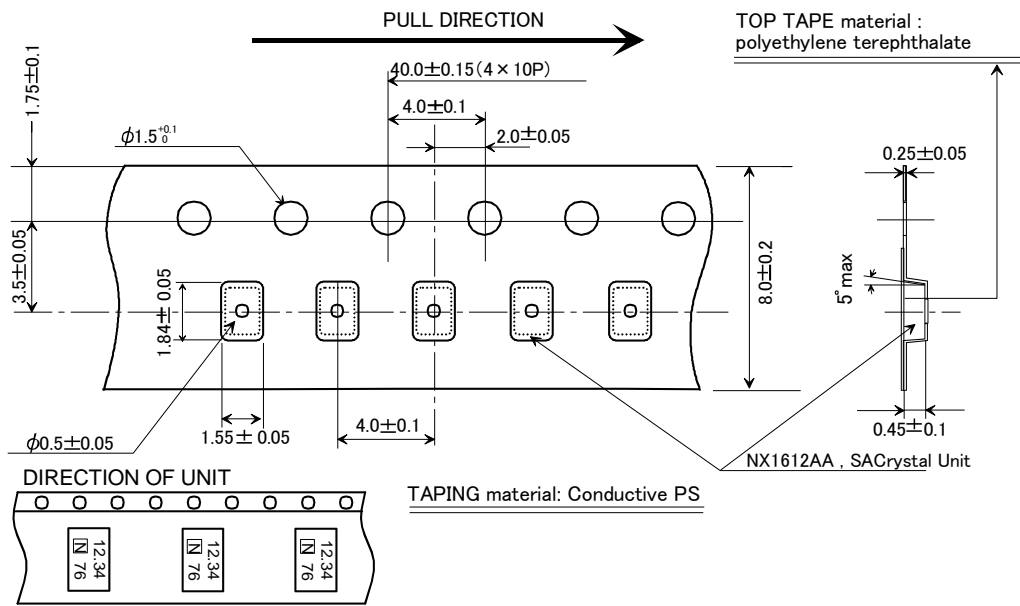 PULL DIRECTION
TOP TAPE material :
polyethylene terephthalate
1.75±0.1
40.0±0.15(4×10P)
4.0±0.1
2.0±0.05
φ1.5 +0.1 0
0.25±0.05
3.5±0.05
1.84± 0.05
8.0±0.2
5°max
φ0.5±0.05
1.55± 0.05
4.0±0.1
0.45± 0.1
NX1612AA , SACrystal Unit
DIRECTION OF UNIT
TAPING material: Conductive PS
12.34
N 76
12.34
N 76
12.34
N 76